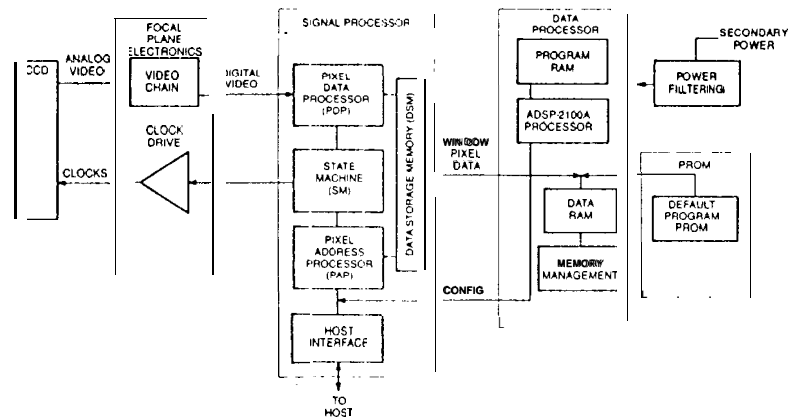 FOCAL
PLANE
ELECTRONICS
SIGNAL PROCESSOR
DATA
PROCESSOR
SECONDARY
POWER
CCD
ANALOG
VIDEO
VIDEO
CHAIN
DIGITAL
VIDEO
PIXEL
DATA
PROCESSOR
(PDP)
PROGRAM
RAM
POWER
FILTERING
ADSP-2100A
PROCESSOR
DATA STORAGE MEMORY (DSM)
CLOCK
DRIVE
CLOCKS
STATE
MACHINE
(SM)
WINDOW
PIXEL
DATA
PROM
DATA
RAM
DEFAULT
PROGRAM
PROM
PIXEL
ADDRESS
PROCESSOR
(PAP)
MEMORY
MANAGEMENT
CONFIG
HOST
INTERFACE
TO
HOST